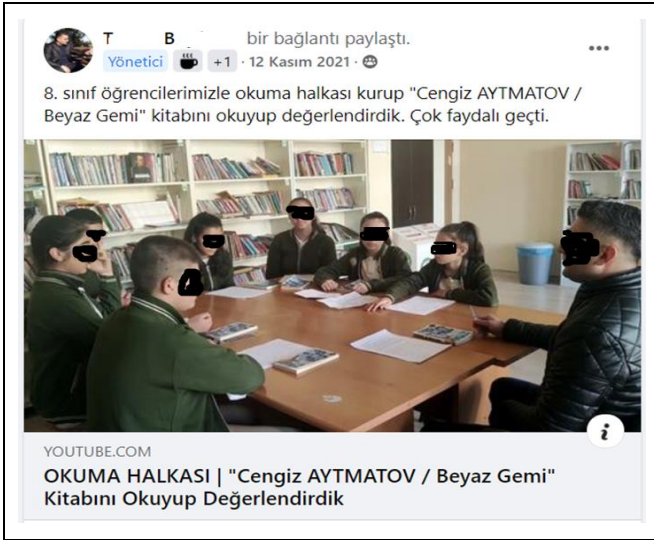 T B bir bağlantı paylaştı.
Yönetici +1 · 12 Kasım 2021 ·
8. sınıf öğrencilerimizle okuma halkası kurup "Cengiz AYTMATOV /
Beyaz Gemi" kitabını okuyup değerlendirdik. Çok faydalı geçti.
i
YOUTUBE.COM
OKUMA HALKASI | "Cengiz AYTMATOV / Beyaz Gemi"
Kitabını Okuyup Değerlendirdik